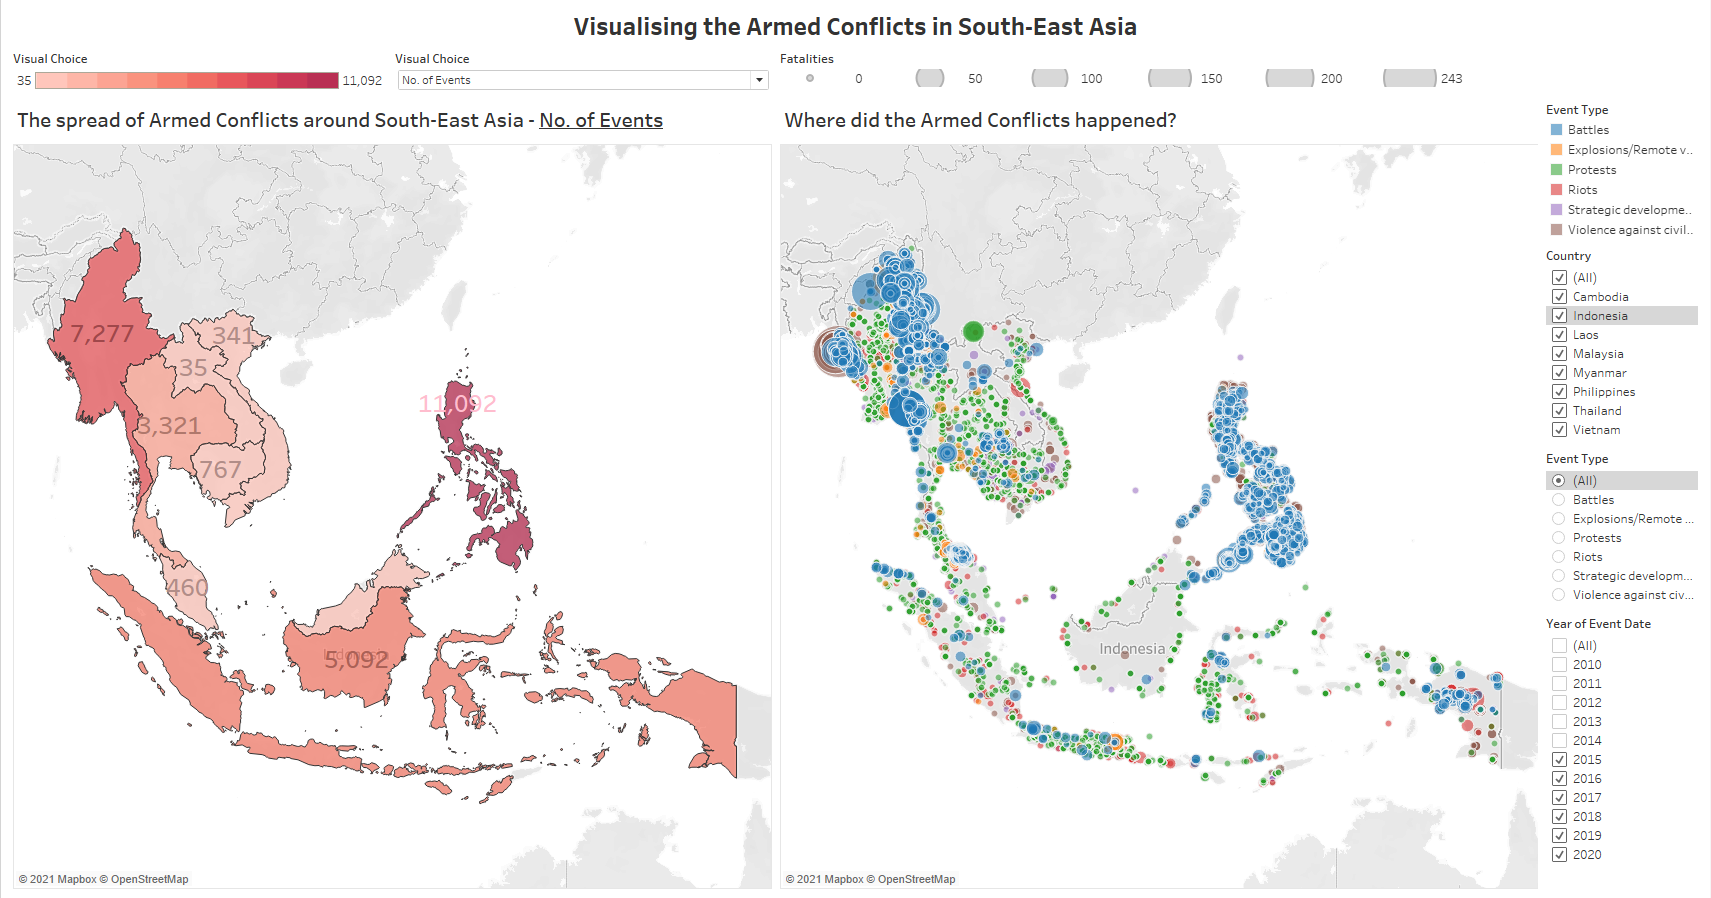 Visualising the Armed Conflicts in South-East Asia
Visual Choice
35
11,092
Visual Choice
No. of Events
Fatalities
0
50
100
150
200
243
The spread of Armed Conflicts around South-East Asia - No. of Events
7,277
341
35
3,321
767
11,092
460
Indonesia
5,092
© 2021 Mapbox © OpenStreetMap
Where did the Armed Conflicts happened?
Indonesia
© 2021 Mapbox © OpenStreetMap
Event Type
Battles
Explosions/Remote v..
Protests
Riots
Strategic developme..
Violence against civil..
Country
(All)
Cambodia
Indonesia
Laos
Malaysia
Myanmar
Philippines
Thailand
Vietnam
Event Type
(All)
Battles
Explosions/Remote ...
Protests
Riots
Strategic developm...
Violence against civ...
Year of Event Date
(All)
2010
2011
2012
2013
2014
2015
2016
2017
2018
2019
2020